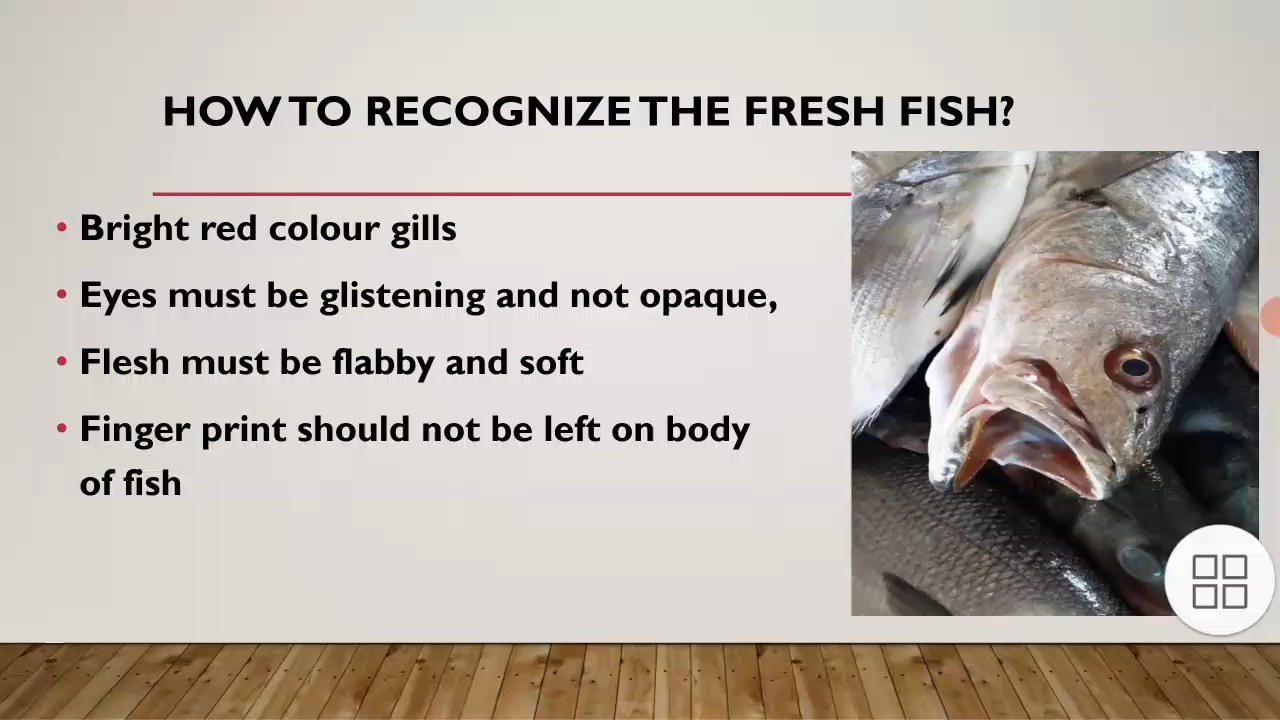 HOW TO RECOGNIZE THE FRESH FISH?
• Bright red colour gills
• Eyes must be glistening and not opaque,
• Flesh must be flabby and soft
• Finger print should not be left on body
of fish